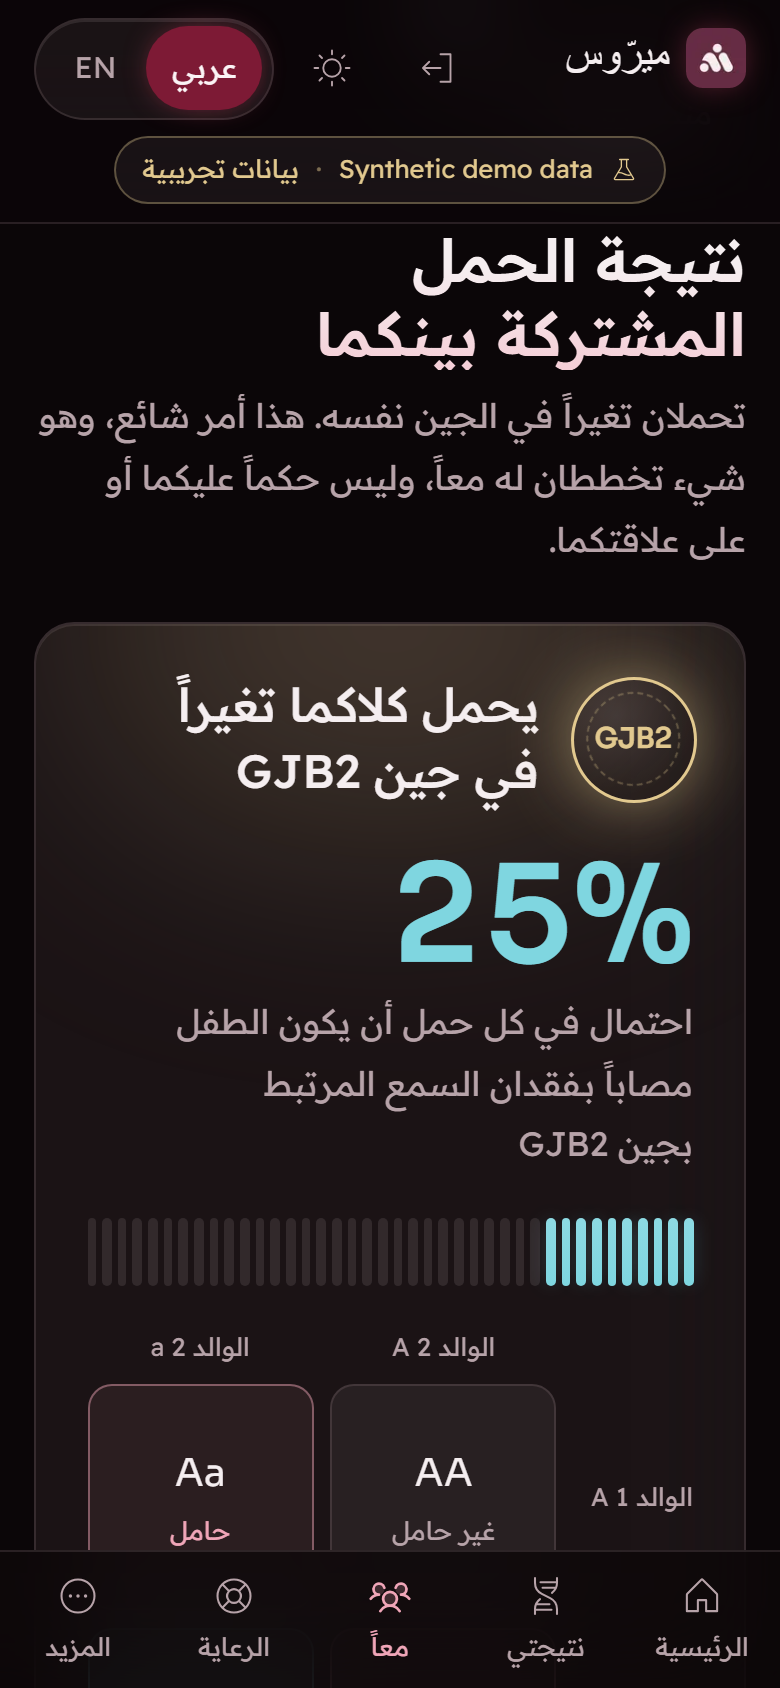 ميرّوس
عربي
EN
Synthetic demo data · بيانات تجريبية
نتيجة الحمل
المشتركة بينكما
تحملان تغيراً في الجين نفسه. هذا أمر شائع، وهو
شيء تخططان له معاً، وليس حكماً عليكما أو
على علاقتكما.
GJB2
يحمل كلاكما تغيراً
في جين GJB2
25%
احتمال في كل حمل أن يكون الطفل
مصاباً بفقدان السمع المرتبط
بجين GJB2
الوالد 2 A
الوالد 2 a
الوالد 1 A
AA
غير حامل
Aa
حامل
الرئيسية
نتيجتي
معاً
الرعاية
المزيد